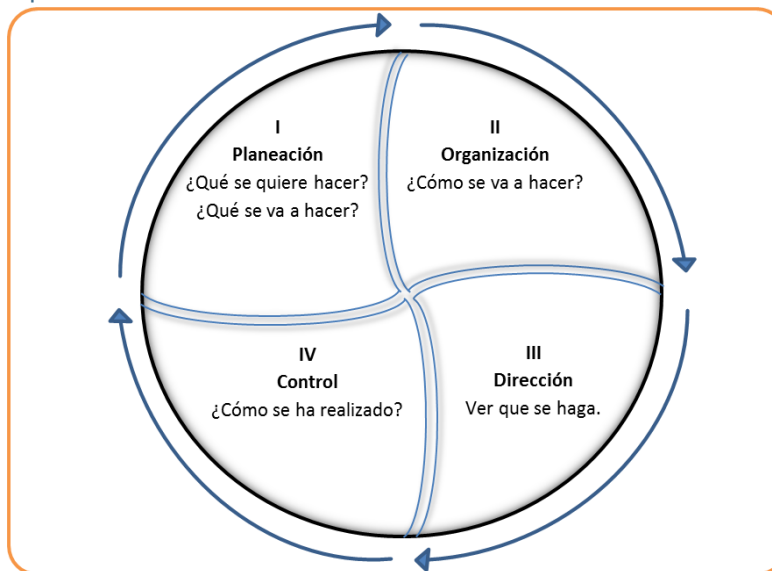 I
Planeación
¿Qué se quiere hacer?
¿Qué se va a hacer?
II
Organización
¿Cómo se va a hacer?
III
Dirección
Ver que se haga.
IV
Control
¿Cómo se ha realizado?